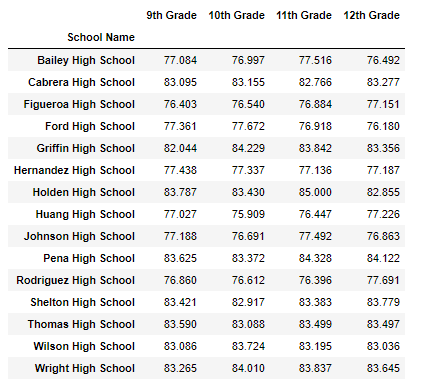 9th Grade 10th Grade 11th Grade 12th Grade
School Name
Bailey High School 77.084 76.997 77.516 76.492
Cabrera High School 83.095 83.155 82.766 83.277
Figueroa High School 76.403 76.540 76.884 77.151
Ford High School 77.361 77.672 76.918 76.180
Griffin High School 82.044 84.229 83.842 83.356
Hernandez High School 77.438 77.337 77.136 77.187
Holden High School 83.787 83.430 85.000 82.855
Huang High School 77.027 75.909 76.447 77.226
Johnson High School 77.188 76.691 77.492 76.863
Pena High School 83.625 83.372 84.328 84.122
Rodriguez High School 76.860 76.612 76.396 77.691
Shelton High School 83.421 82.917 83.383 83.779
Thomas High School 83.590 83.088 83.499 83.497
Wilson High School 83.086 83.724 83.195 83.036
Wright High School 83.265 84.010 83.837 83.645